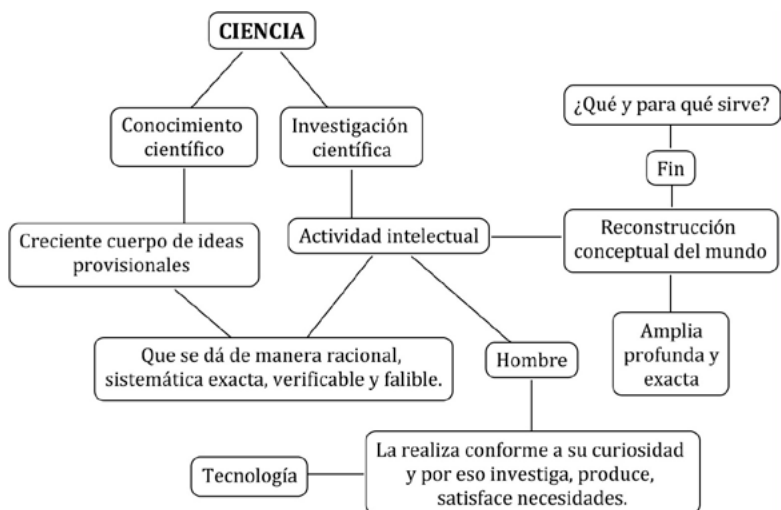 CIENCIA
¿Qué y para qué sirve?
Conocimiento
científico
Investigación
científica
Fin
Creciente cuerpo de ideas
provisionales
Actividad intelectual
Reconstrucción
conceptual del mundo
Que se dá de manera racional,
sistemática exacta, verificable y falible.
Hombre
Amplia
profunda y
exacta
Tecnología
La realiza conforme a su curiosidad
y por eso investiga, produce,
satisface necesidades.